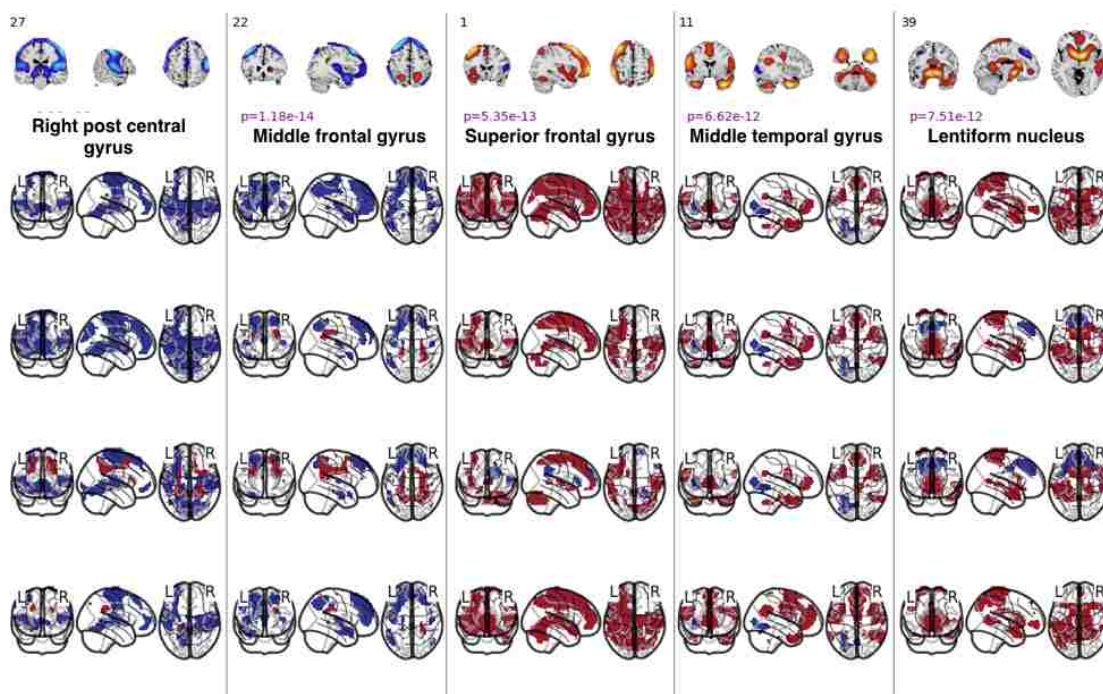 27
22
1
11
39
p=1.18e-14
p=5.35e-13
p=6.62e-12
p=7.51e-12
Right post central
gyrus
Middle frontal gyrus
Superior frontal gyrus
Middle temporal gyrus
Lentiform nucleus
L R L R L R L R L R L R L R L R L R L R
L R L R L R L R L R L R L R L R L R L R
L R L R L R L R L R L R L R L R L R L R
L R L R L R L R L R L R L R L R L R L R